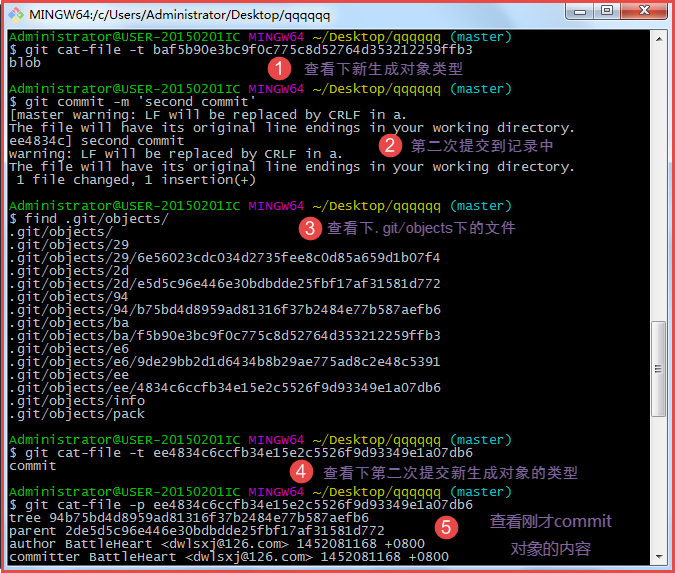 MINGW64:/c/Users/Administrator/Desktop/qqqqqq
Administrator@USER-20150201IC MINGW64 ~/Desktop/qqqqqq (master)
$ git cat-file -t baf5b90e3bc9f0c775c8d52764d353212259ffb3
blob
1 查看下新生成对象类型
Administrator@USER-20150201IC MINGW64 ~/Desktop/qqqqqq (master)
$ git commit -m 'second commit'
[master warning: LF will be replaced by CRLF in a.
The file will have its original line endings in your working directory.
ee4834c] second commit
2 第二次提交到记录中
warning: LF will be replaced by CRLF in a.
The file will have its original line endings in your working directory.
1 file changed, 1 insertion(+)
Administrator@USER-20150201IC MINGW64 ~/Desktop/qqqqqq (master)
$ find .git/objects/
3 查看下.git/objects下的文件
.git/objects/
.git/objects/29
.git/objects/29/6e56023cdc034d2735fee8c0d85a659d1b07f4
.git/objects/2d
.git/objects/2d/e5d5c96e446e30bdbdde25fbf17af31581d772
.git/objects/94
.git/objects/94/b75bd4d8959ad81316f37b2484e77b587aefb6
.git/objects/ba
.git/objects/ba/f5b90e3bc9f0c775c8d52764d353212259ffb3
.git/objects/e6
.git/objects/e6/9de29bb2d1d6434b8b29ae775ad8c2e48c5391
.git/objects/ee
.git/objects/ee/4834c6ccfb34e15e2c5526f9d93349e1a07db6
.git/objects/info
.git/objects/pack
Administrator@USER-20150201IC MINGW64 ~/Desktop/qqqqqq (master)
$ git cat-file -t ee4834c6ccfb34e15e2c5526f9d93349e1a07db6
commit
4 查看下第二次提交新生成对象的类型
Administrator@USER-20150201IC MINGW64 ~/Desktop/qqqqqq (master)
$ git cat-file -p ee4834c6ccfb34e15e2c5526f9d93349e1a07db6
tree 94b75bd4d8959ad81316f37b2484e77b587aefb6
parent 2de5d5c96e446e30bdbdde25fbf17af31581d772
5 查看刚才commit
对象的内容
author BattleHeart <dwlsxj@126.com> 1452081168 +0800
committer BattleHeart <dwlsxj@126.com> 1452081168 +0800